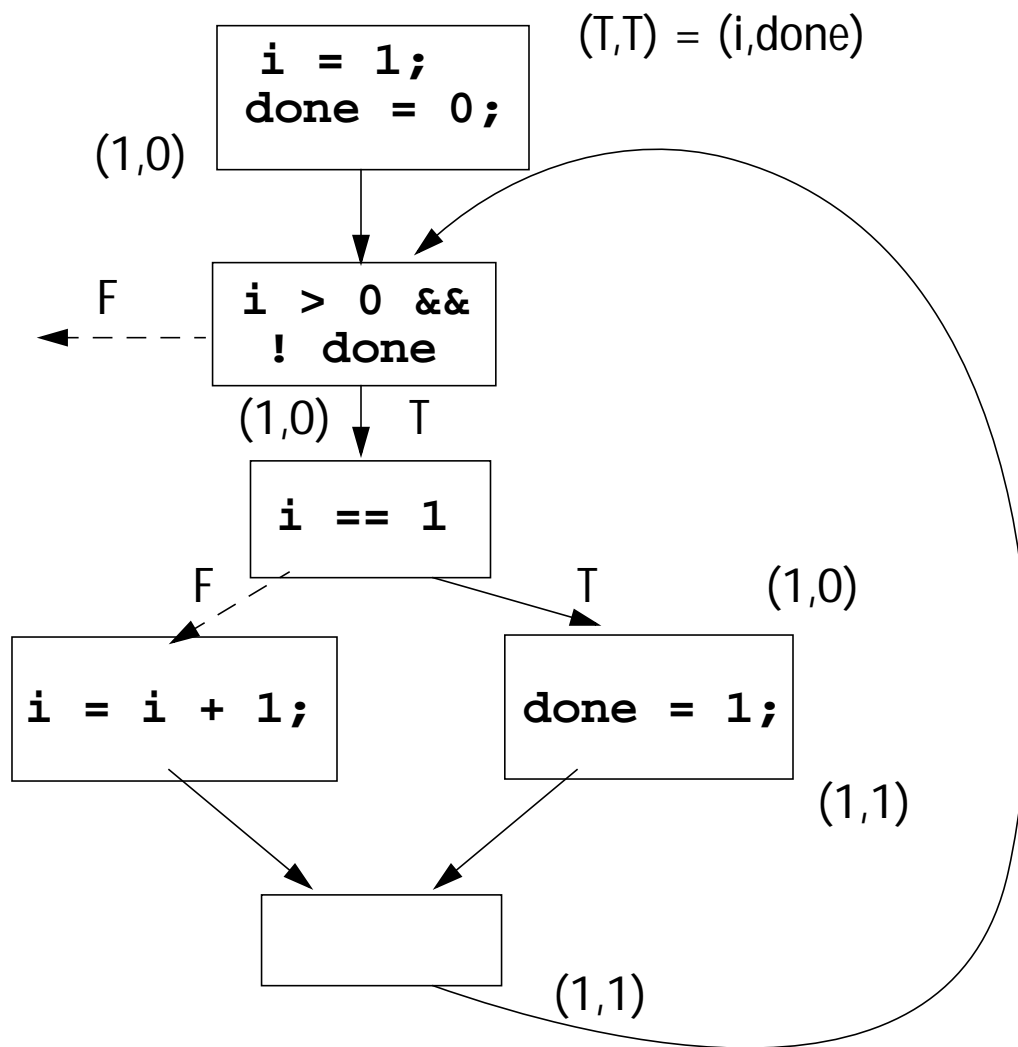 (T,T) = (i,done)
i = 1;
done = 0;
(1,0)
i > 0 &&
! done
F
(1,0)
T
i == 1
F
T
(1,0)
i = i + 1;
done = 1;
(1,1)
(1,1)